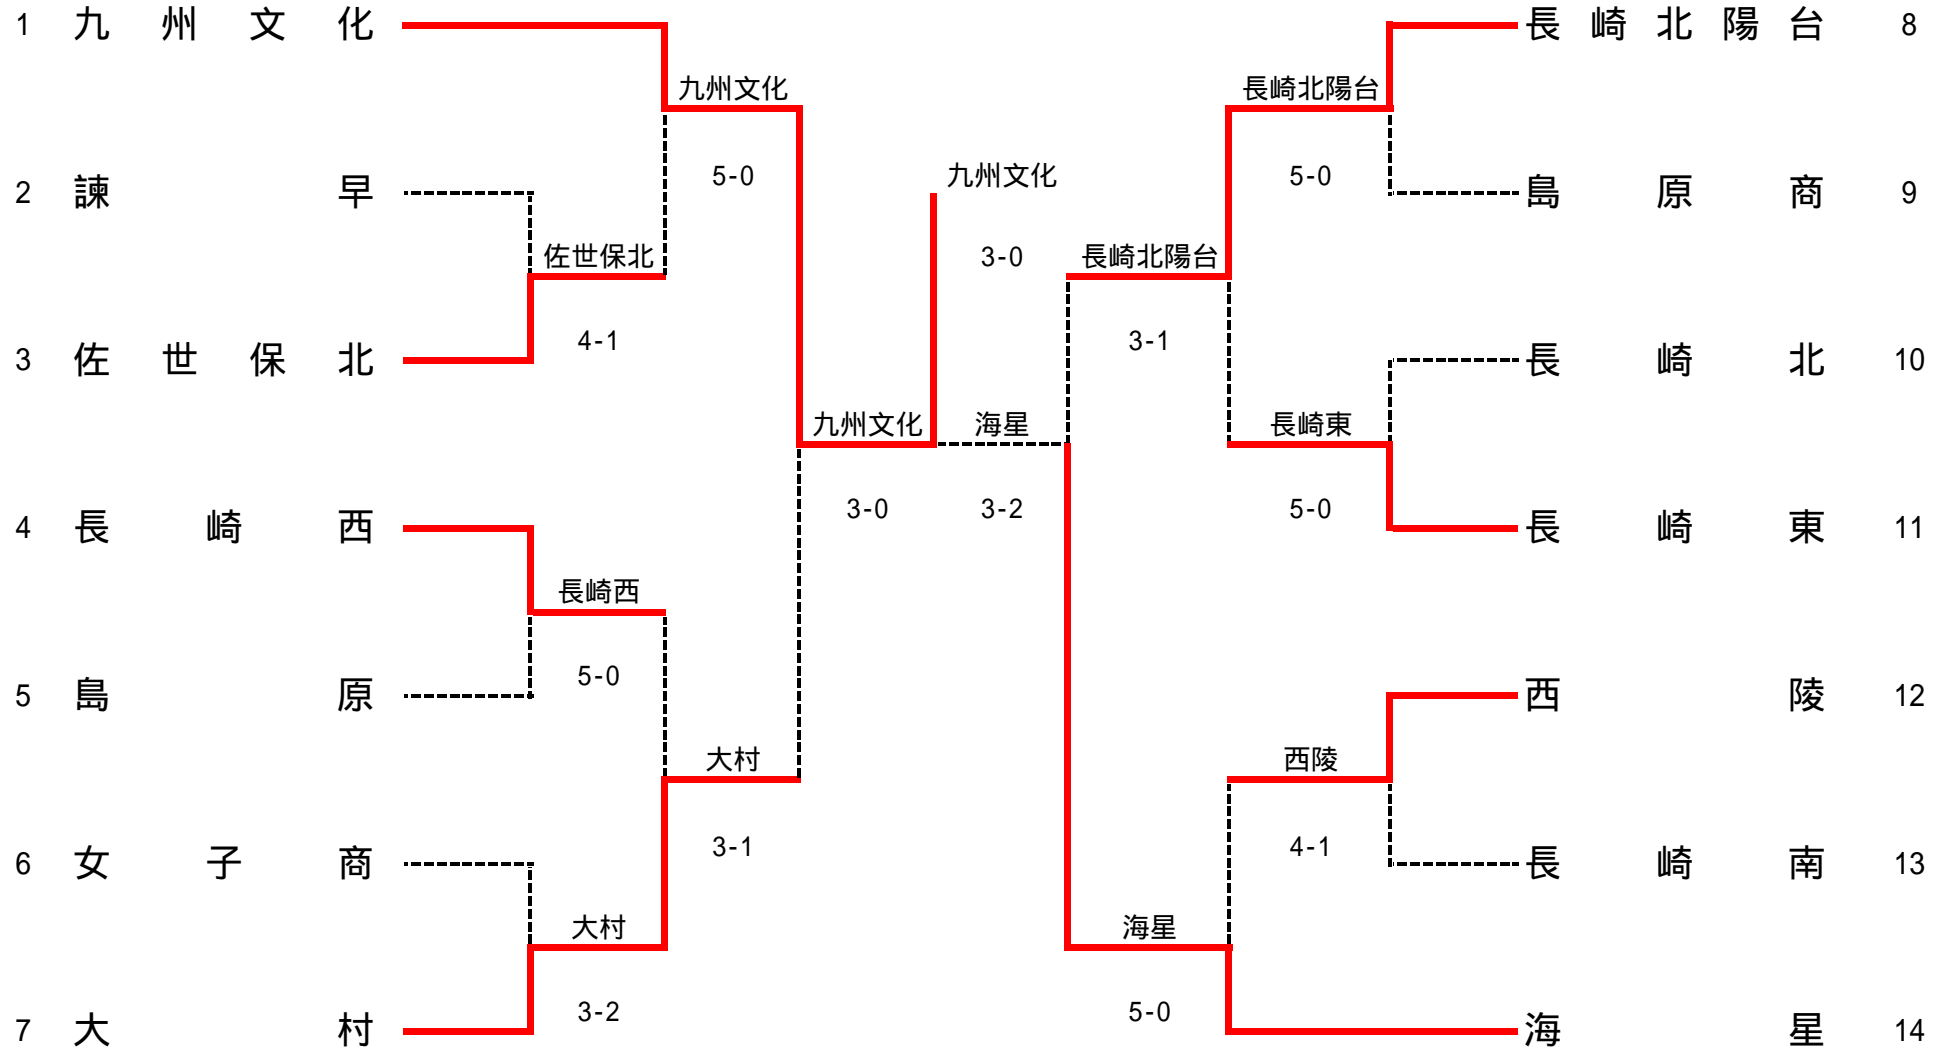 1 九州文化 長崎北陽台 8
九州文化 長崎北陽台
5-0 九州文化 5-0
2 諫早 島原商 9
佐世保北 3-0 長崎北陽台
4-1 3-1
3 佐世保北 長崎北 10
九州文化 海星 長崎東
3-0 3-2 5-0
4 長崎西 長崎東 11
長崎西
5-0
5 島原 西陵 12
大村 西陵
3-1 4-1
6 女子商 長崎南 13
大村 海星
3-2 5-0
7 大村 海星 14